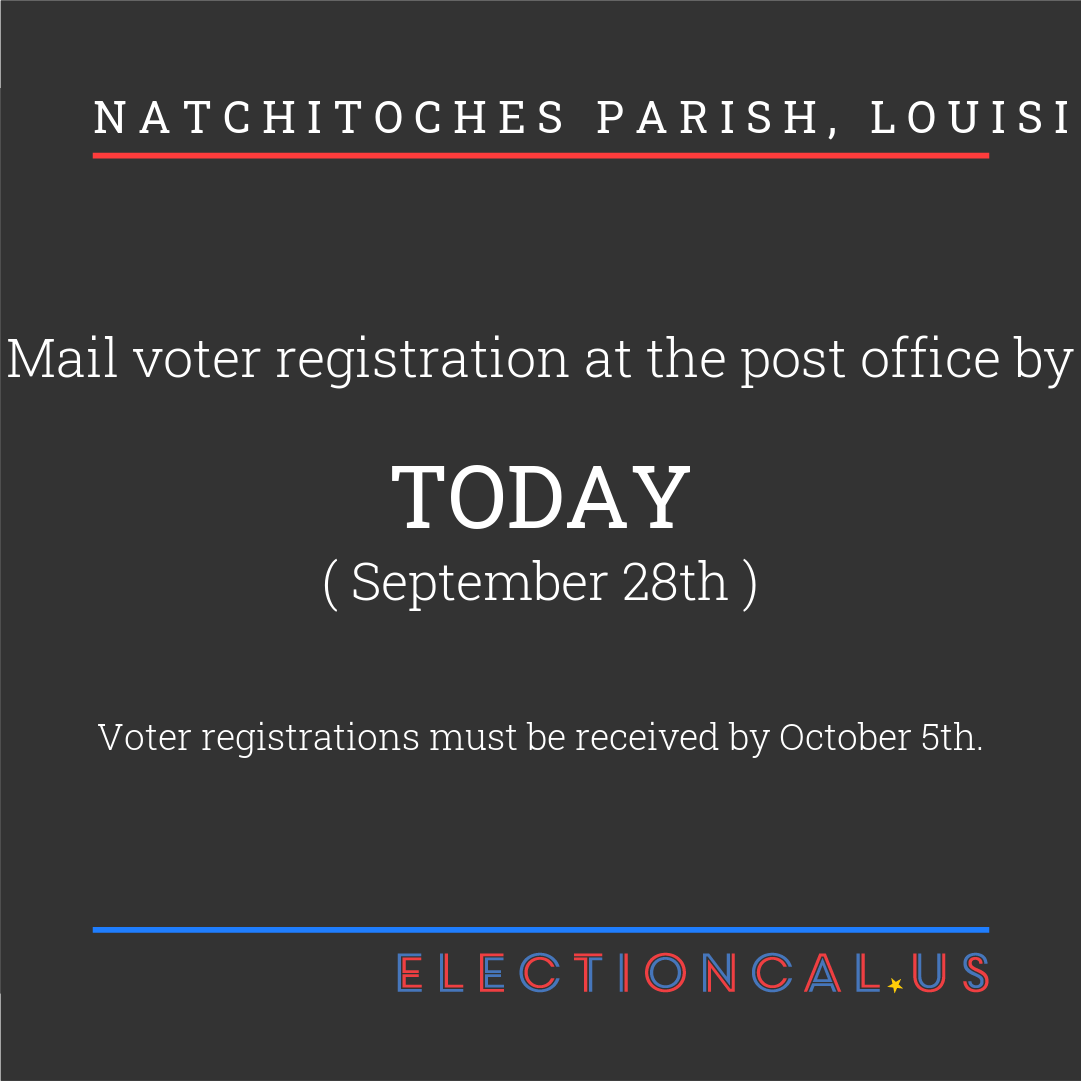 NATCHITOCHES PARISH, LOUISI
Mail voter registration at the post office by
TODAY
( September 28th )
Voter registrations must be received by October 5th.
ELECTIONCAL.US